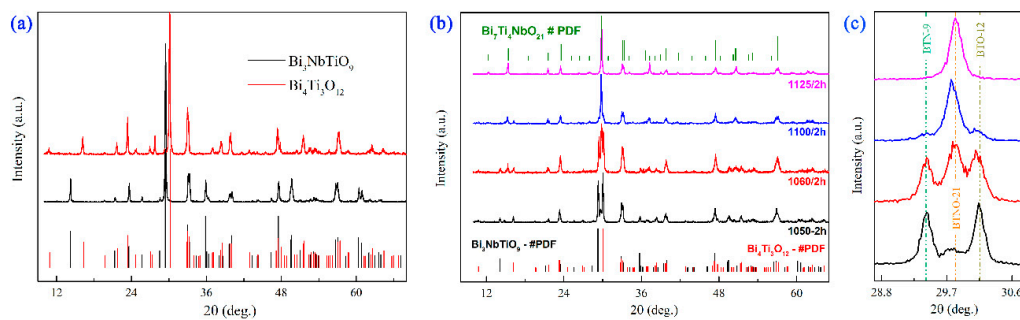 (a)
Intensity (a.u.)
Bi₃NbTiO₉
Bi₄Ti₃O₁₂
12 24 36 48 60
2θ (deg.)
(b)
Intensity (a.u.)
Bi₇Ti₄NbO₂₁ # PDF
1125/2h
1100/2h
1060/2h
1050-2h
Bi₃NbTiO₉ - #PDF
Bi₄Ti₃O₁₂ - #PDF
12 24 36 48 60
2θ (deg.)
(c)
Intensity (a.u.)
BTN-9
BTO-12
BTNO-21
28.8 29.7 30.6
2θ (deg.)